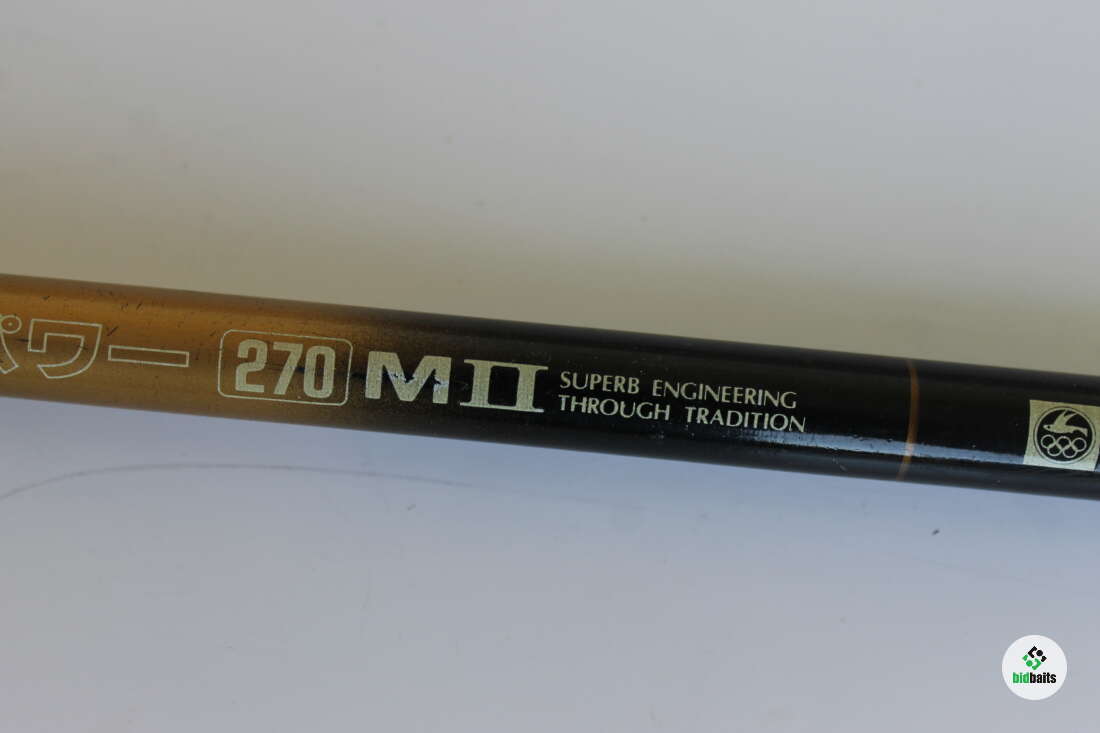 パワー 270 MII
SUPERB ENGINEERING
THROUGH TRADITION
bidbaits